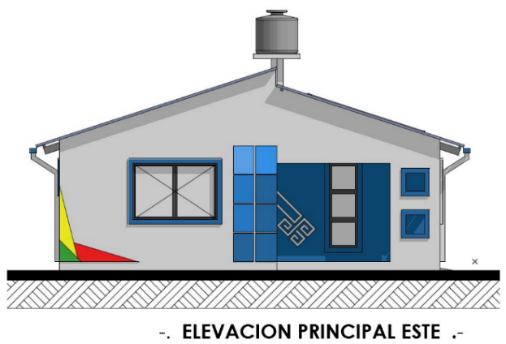 -. ELEVACION PRINCIPAL ESTE .-